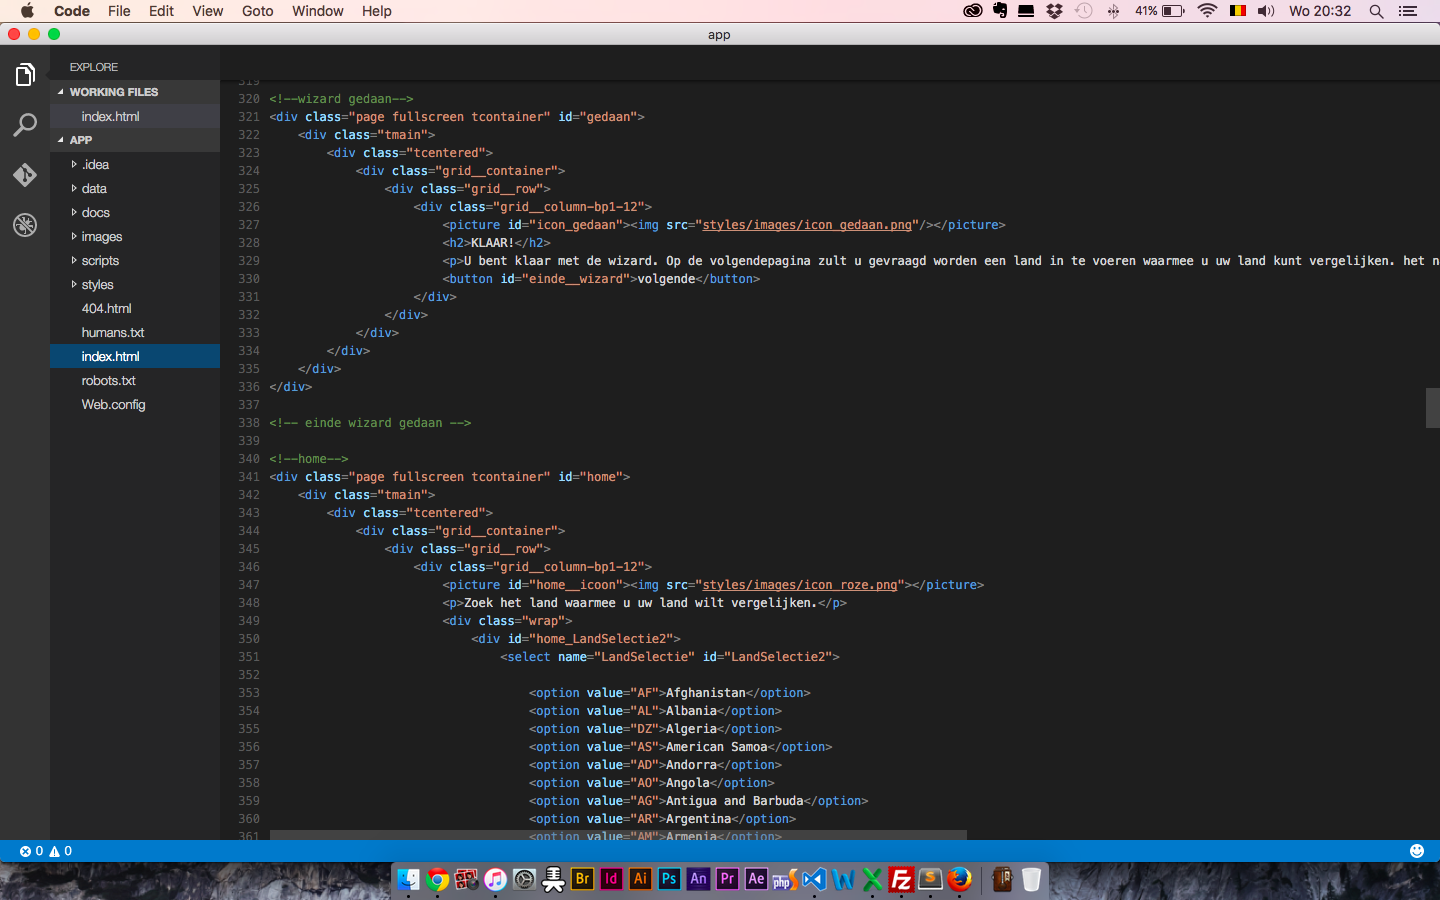 Code File Edit View Goto Window Help 41% Wo 20:32
app
EXPLORE
WORKING FILES
index.html
APP
.idea
data
docs
images
scripts
styles
404.html
humans.txt
index.html
robots.txt
Web.config
319
320 <!--wizard gedaan-->
321 <div class="page fullscreen tcontainer" id="gedaan">
322 <div class="tmain">
323 <div class="tcentered">
324 <div class="grid__container">
325 <div class="grid__row">
326 <div class="grid__column-bp1-12">
327 <picture id="icon_gedaan"><img src="styles/images/icon_gedaan.png"/></picture>
328 <h2>KLAAR!</h2>
329 <p>U bent klaar met de wizard. Op de volgendepagina zult u gevraagd worden een land in te voeren waarmee u uw land kunt vergelijken. het n
330 <button id="einde__wizard">volgende</button>
331 </div>
332 </div>
333 </div>
334 </div>
335 </div>
336 </div>
337
338 <!-- einde wizard gedaan -->
339
340 <!--home-->
341 <div class="page fullscreen tcontainer" id="home">
342 <div class="tmain">
343 <div class="tcentered">
344 <div class="grid__container">
345 <div class="grid__row">
346 <div class="grid__column-bp1-12">
347 <picture id="home__icoon"><img src="styles/images/icon_roze.png"></picture>
348 <p>Zoek het land waarmee u uw land wilt vergelijken.</p>
349 <div class="wrap">
350 <div id="home_LandSelectie2">
351 <select name="LandSelectie" id="LandSelectie2">
352
353 <option value="AF">Afghanistan</option>
354 <option value="AL">Albania</option>
355 <option value="DZ">Algeria</option>
356 <option value="AS">American Samoa</option>
357 <option value="AD">Andorra</option>
358 <option value="AO">Angola</option>
359 <option value="AG">Antigua and Barbuda</option>
360 <option value="AR">Argentina</option>
361 <option value="AM">Armenia</option>
0 0
Br Id Ai Ps An Pr Ae php W X Fz S